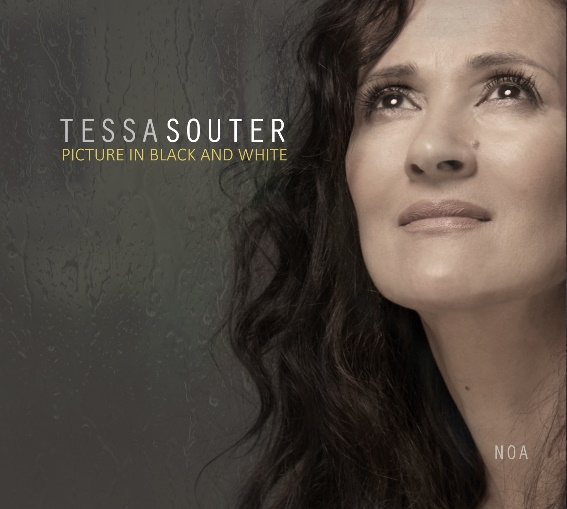 TESSASOUTER
PICTURE IN BLACK AND WHITE
NOA